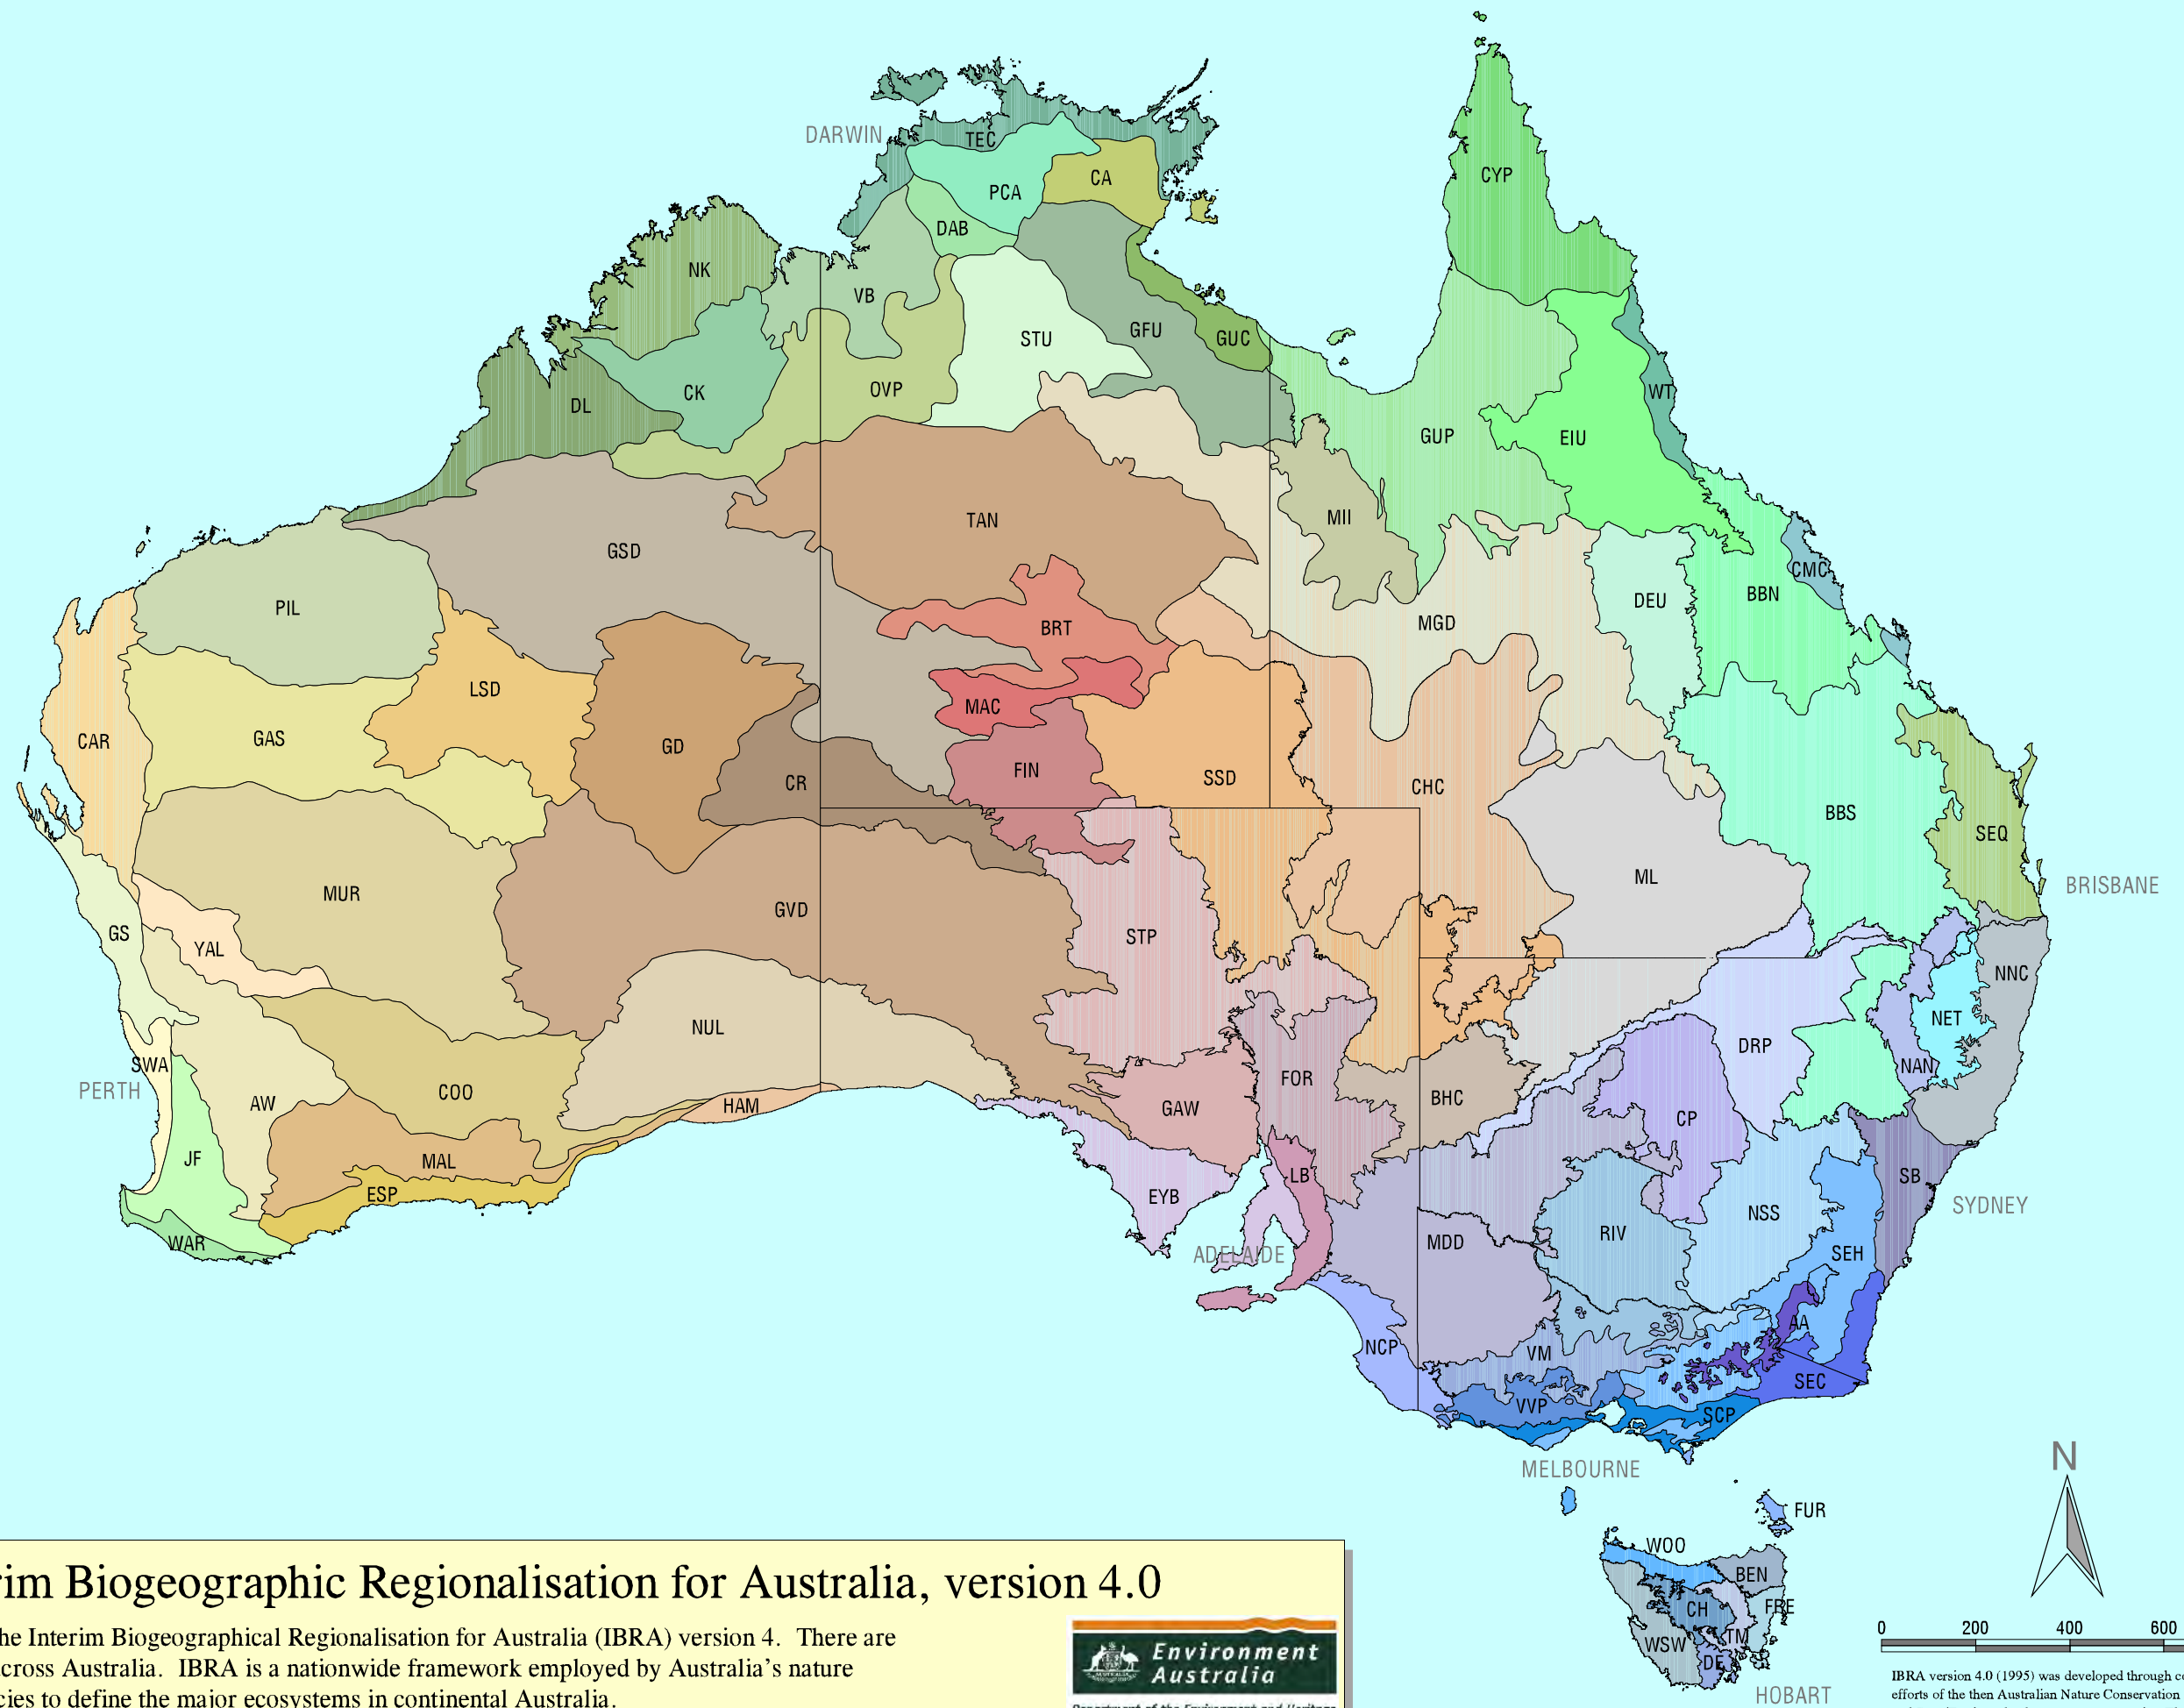 DARWIN
TEC
CYP
PCA
CA
DAB
NK
VB
STU
GFU
GUC
OVP
CK
DL
WT
GUP
EIU
TAN
MII
GSD
CMC
PIL
BRT
MGD
DEU
BBN
LSD
MAC
CAR
GAS
GD
CR
FIN
SSD
CHC
BBS
SEQ
MUR
ML
BRISBANE
GVD
GS
YAL
STP
NNC
NUL
NET
DRP
SWA
PERTH
COO
AW
HAM
FOR
GAW
BHC
NAN
CP
JF
MAL
ESP
EYB
LB
SB
SYDNEY
WAR
ADELAIDE
MDD
RIV
NSS
SEH
NCP
VM
AA
SEC
VVP
SCP
MELBOURNE
N
FUR
WOO
BEN
CH
FRE
WSW
TM
DE
HOBART
0 200 400 600
rim Biogeographic Regionalisation for Australia, version 4.0
he Interim Biogeographical Regionalisation for Australia (IBRA) version 4. There are
across Australia. IBRA is a nationwide framework employed by Australia's nature
cies to define the major ecosystems in continental Australia.
Environment
Australia
Department of the Environment and Heritage
IBRA version 4.0 (1995) was developed through co
efforts of the then Australian Nature Conservation